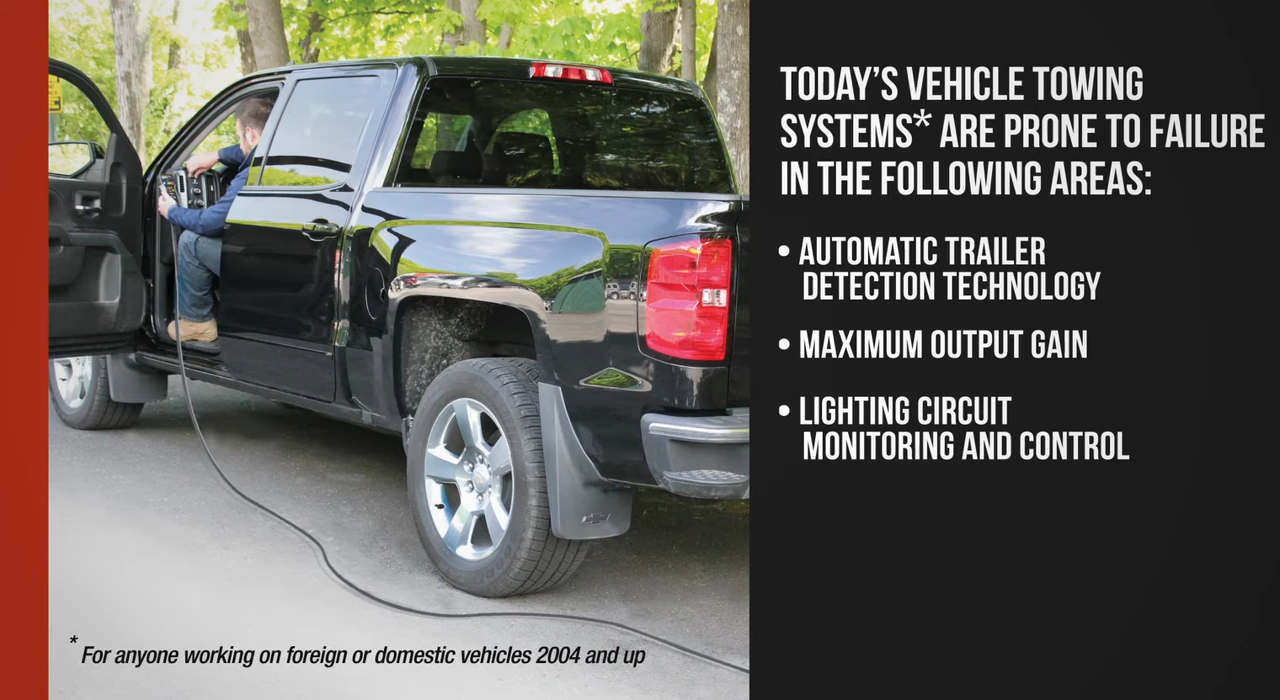 TODAY'S VEHICLE TOWING
SYSTEMS* ARE PRONE TO FAILURE
IN THE FOLLOWING AREAS:
• AUTOMATIC TRAILER
DETECTION TECHNOLOGY
• MAXIMUM OUTPUT GAIN
• LIGHTING CIRCUIT
MONITORING AND CONTROL
* For anyone working on foreign or domestic vehicles 2004 and up